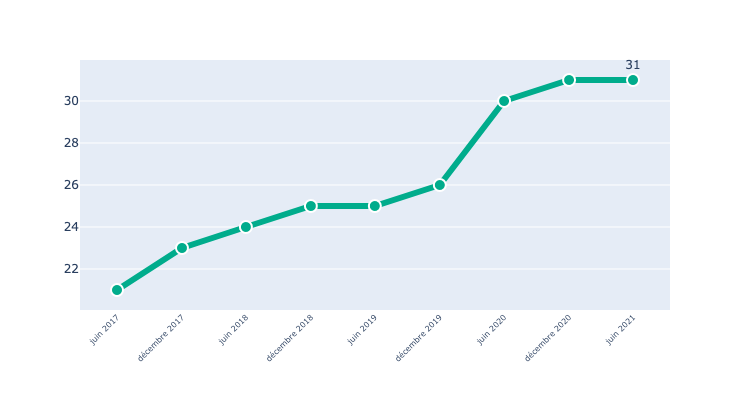 31
30
28
26
24
22
juin 2017
décembre 2017
juin 2018
décembre 2018
juin 2019
décembre 2019
juin 2020
décembre 2020
juin 2021